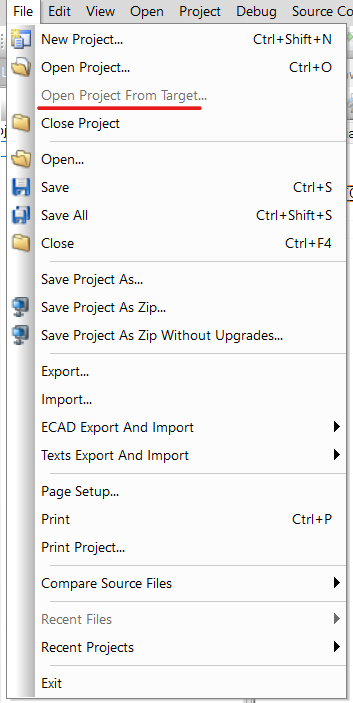 File Edit View Open Project Debug Source Co
New Project... Ctrl+Shift+N
Open Project... Ctrl+O
Open Project From Target...
Close Project
Open...
Save Ctrl+S
Save All Ctrl+Shift+S
Close Ctrl+F4
Save Project As...
Save Project As Zip...
Save Project As Zip Without Upgrades...
Export...
Import...
ECAD Export And Import
Texts Export And Import
Page Setup...
Print Ctrl+P
Print Project...
Compare Source Files
Recent Files
Recent Projects
Exit